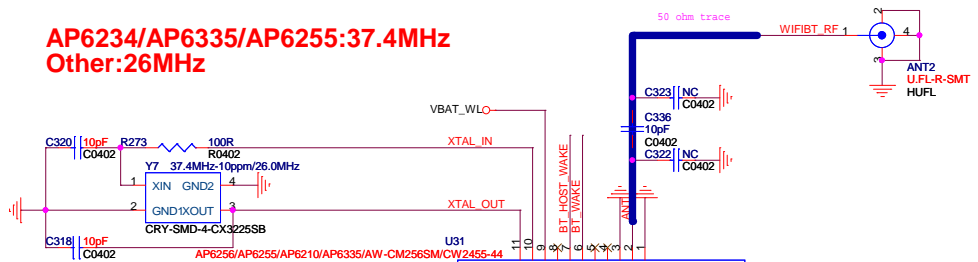 AP6234/AP6335/AP6255:37.4MHz
Other:26MHz
50 ohm trace
WIFIBT_RF
1
2
4
3
ANT2
U.FL-R-SMT
HUFL
VBAT_WL
C323
NC
C0402
C336
10pF
C0402
C322
NC
C0402
C320
10pF
C0402
R273
100R
R0402
XTAL_IN
Y7
37.4MHz-10ppm/26.0MHz
1
XIN
GND2
4
2
GND1
XOUT
3
CRY-SMD-4-CX3225SB
XTAL_OUT
C318
10pF
C0402
BT_HOST_WAKE
BT_WAKE
ANT
U31
AP6256/AP6255/AP6210/AP6335/AW-CM256SM/CW2455-44
11
10
9
8
7
6
5
4
3
2
1